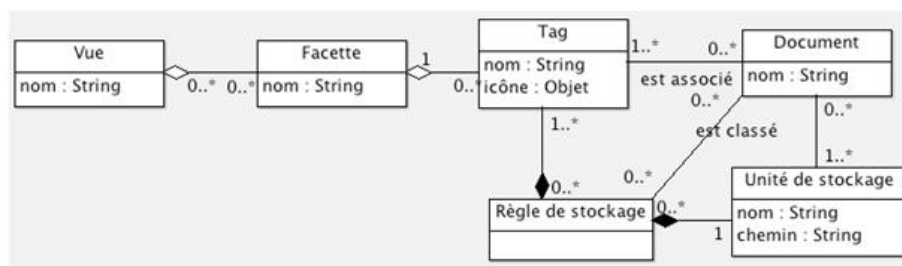 Vue
nom : String
0..*
0..*
Facette
nom : String
1
0..*
Tag
nom : String
icône : Objet
1..*
0..*
est associé
Document
nom : String
0..*
est classé
0..*
1..*
0..*
1..*
0..*
Règle de stockage
0..*
1
Unité de stockage
nom : String
chemin : String